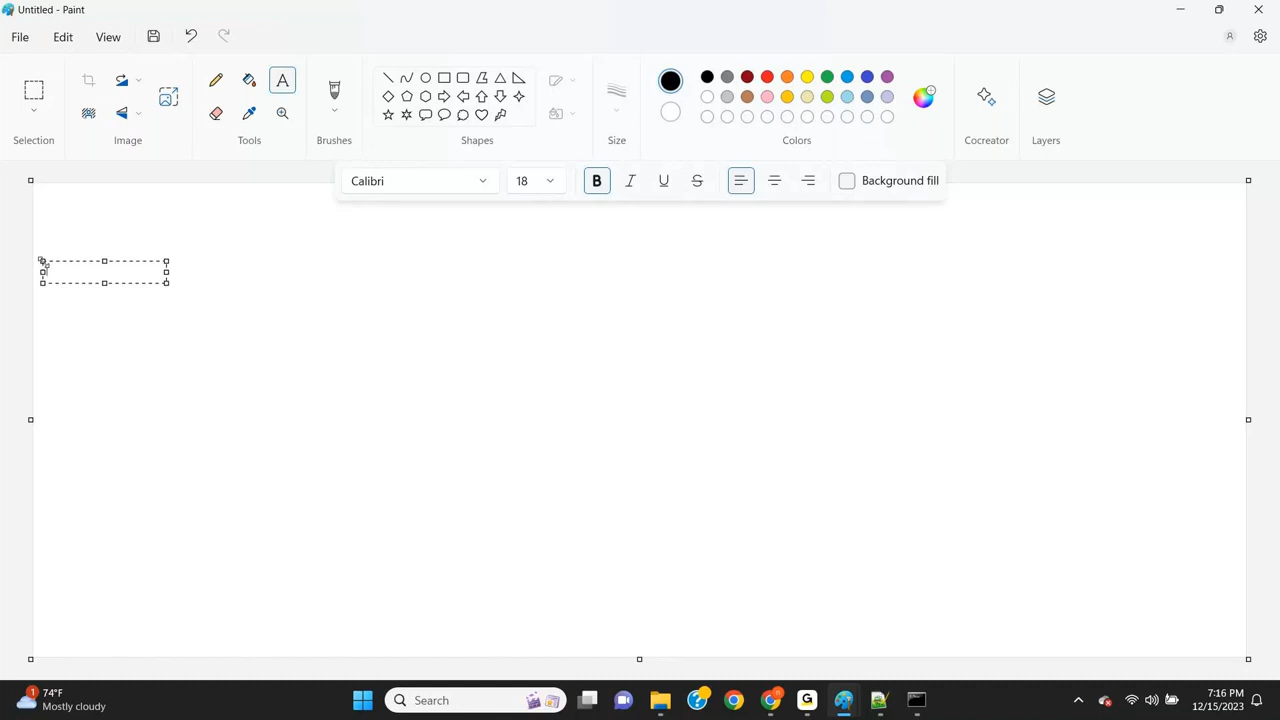 Untitled - Paint
File Edit View
Selection Image Tools Brushes Shapes Size Colors Cocreator Layers
Calibri 18 B I U Background fill
74°F
Mostly cloudy
Search
7:16 PM
12/15/2023